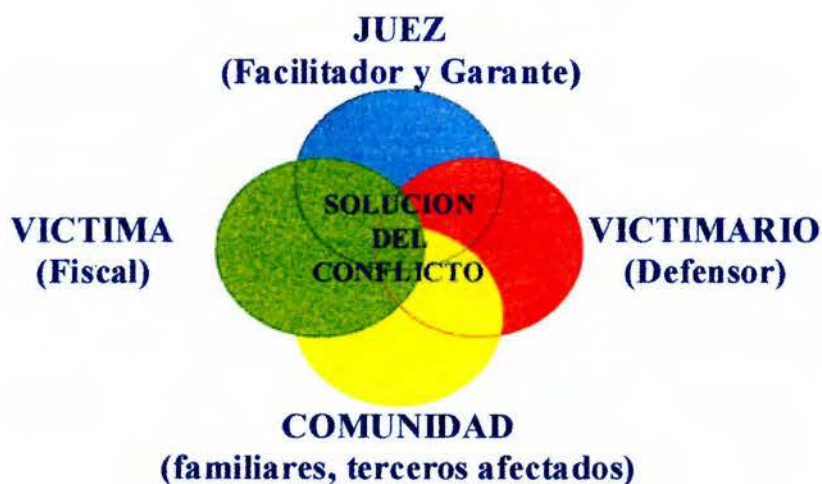 JUEZ
(Facilitador y Garante)
SOLUCION
DEL
CONFLICTO
VICTIMA
(Fiscal)
VICTIMARIO
(Defensor)
COMUNIDAD
(familiares, terceros afectados)